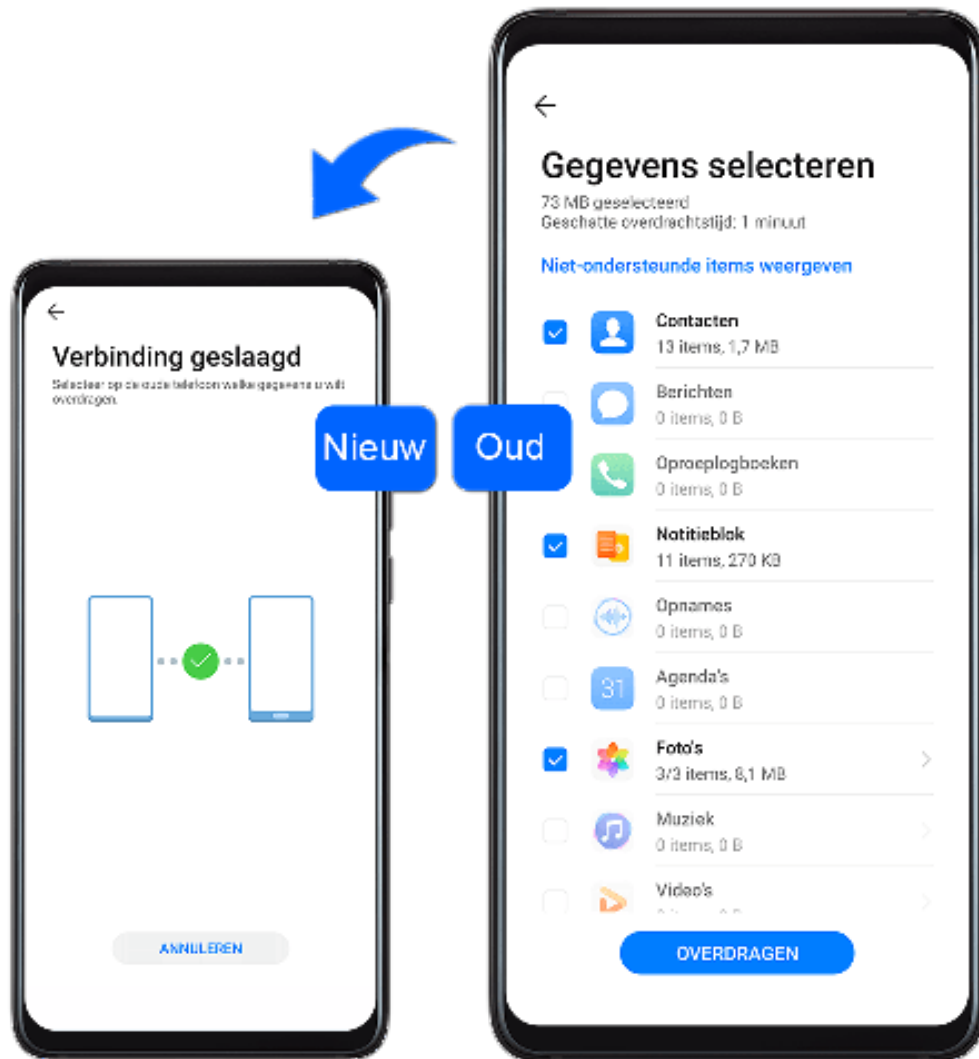 Verbinding geslaagd
Selecteer op de oude telefoon welke gegevens u wilt
overdragen.
ANNULEREN
Nieuw
Oud
Gegevens selecteren
73 MB geselecteerd
Geschatte overdrachtstijd: 1 minuut
Niet-ondersteunde items weergeven
Contacten
13 items, 1,7 MB
Berichten
0 items, 0 B
Oproeplogboeken
0 items, 0 B
Notitieblok
11 items, 270 KB
Opnames
0 items, 0 B
31
Agenda's
0 items, 0 B
Foto's
3/3 items, 8,1 MB
Muziek
0 items, 0 B
Video's
OVERDRAGEN